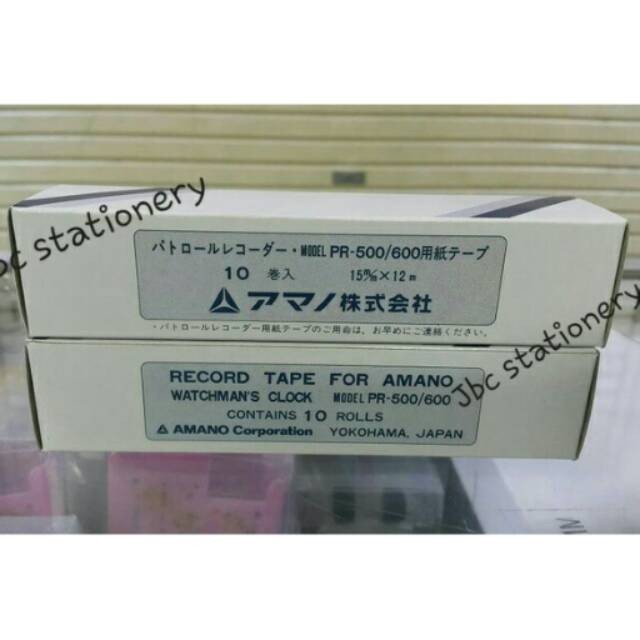 Jbc stationery
パトロールレコーダー・MODEL PR-500/600用紙テープ
10 巻入 15㎜×12m
アマノ株式会社
・パトロールレコーダー用紙テープのご用命は、お早めにご連絡ください。
Jbc stationery
RECORD TAPE FOR AMANO
WATCHMAN'S CLOCK MODEL PR-500/600
CONTAINS 10 ROLLS
AMANO Corporation YOKOHAMA, JAPAN